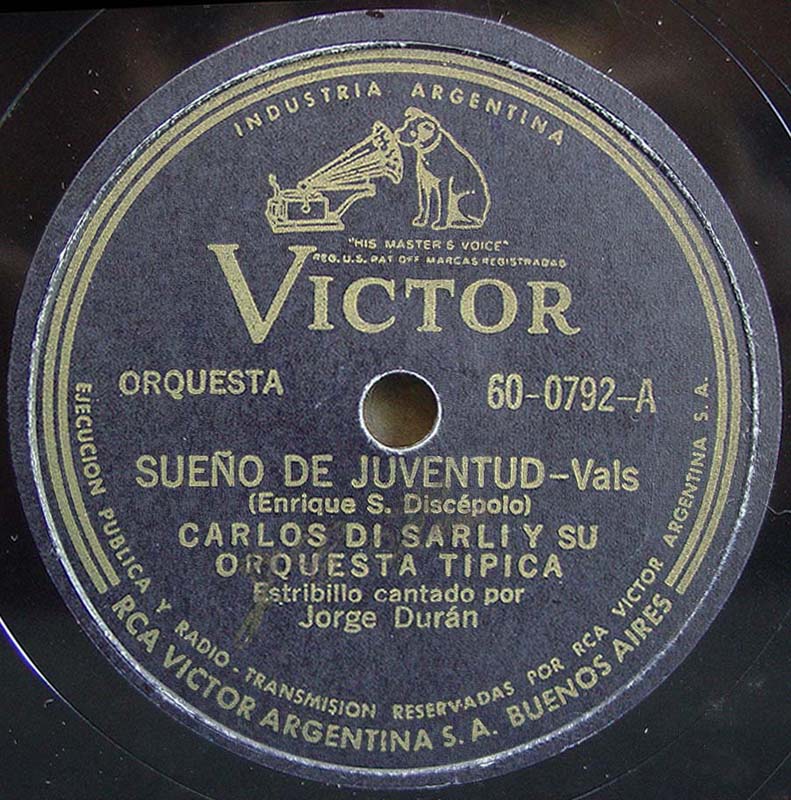 INDUSTRIA ARGENTINA
"HIS MASTER'S VOICE"
REG. U.S. PAT OFF MARCAS REGISTRADAS
VICTOR
ORQUESTA
60-0792-A
SUEÑO DE JUVENTUD-Vals
(Enrique S. Discépolo)
CARLOS DI SARLI Y SU
ORQUESTA TIPICA
Estribillo cantado por
Jorge Durán
EJECUCION PUBLICA Y RADIO-TRANSMISION RESERVADAS POR RCA VICTOR ARGENTINA S. A.
RCA VICTOR ARGENTINA S. A. BUENOS AIRES